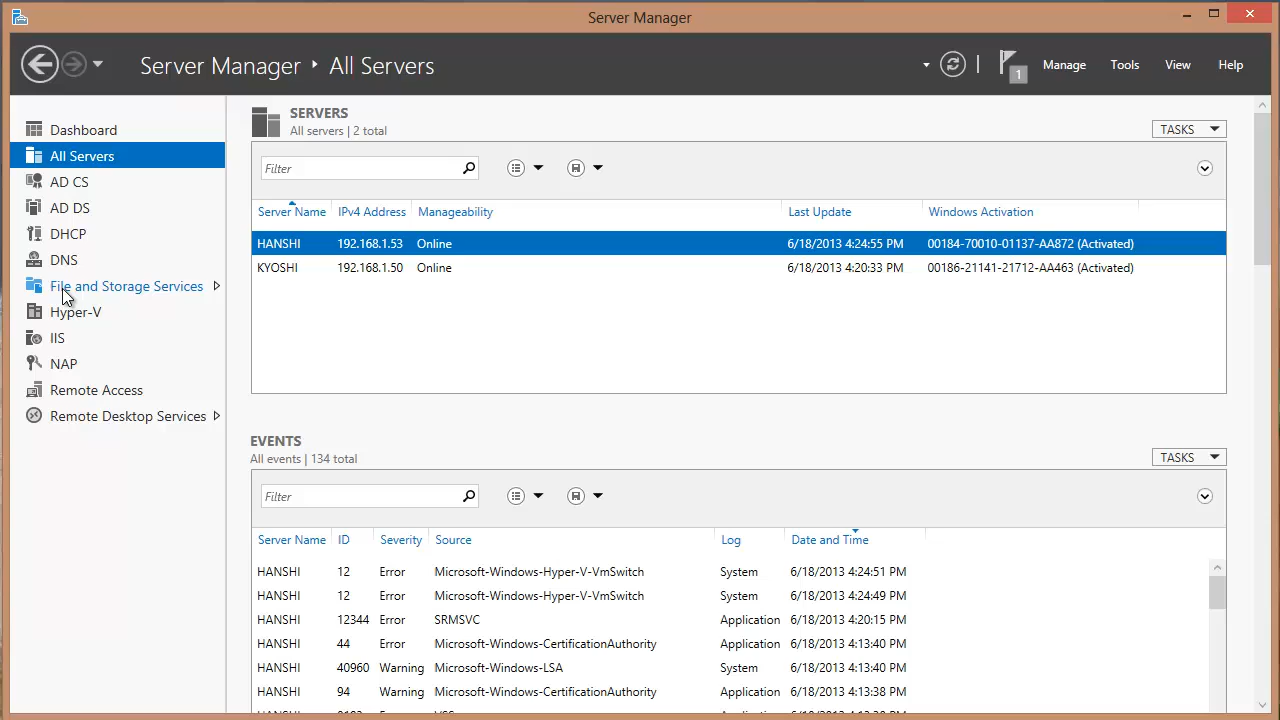 Server Manager
Server Manager ‣ All Servers
1
Manage
Tools
View
Help
Dashboard
All Servers
AD CS
AD DS
DHCP
DNS
File and Storage Services
Hyper-V
IIS
NAP
Remote Access
Remote Desktop Services
SERVERS
All servers | 2 total
TASKS
Filter
Server Name IPv4 Address Manageability Last Update Windows Activation
HANSHI 192.168.1.53 Online 6/18/2013 4:24:55 PM 00184-70010-01137-AA872 (Activated)
KYOSHI 192.168.1.50 Online 6/18/2013 4:20:33 PM 00186-21141-21712-AA463 (Activated)
EVENTS
All events | 134 total
TASKS
Filter
Server Name ID Severity Source Log Date and Time
HANSHI 12 Error Microsoft-Windows-Hyper-V-VmSwitch System 6/18/2013 4:24:51 PM
HANSHI 12 Error Microsoft-Windows-Hyper-V-VmSwitch System 6/18/2013 4:24:49 PM
HANSHI 12344 Error SRMSVC Application 6/18/2013 4:20:15 PM
HANSHI 44 Error Microsoft-Windows-CertificationAuthority Application 6/18/2013 4:13:40 PM
HANSHI 40960 Warning Microsoft-Windows-LSA System 6/18/2013 4:13:40 PM
HANSHI 94 Warning Microsoft-Windows-CertificationAuthority Application 6/18/2013 4:13:38 PM